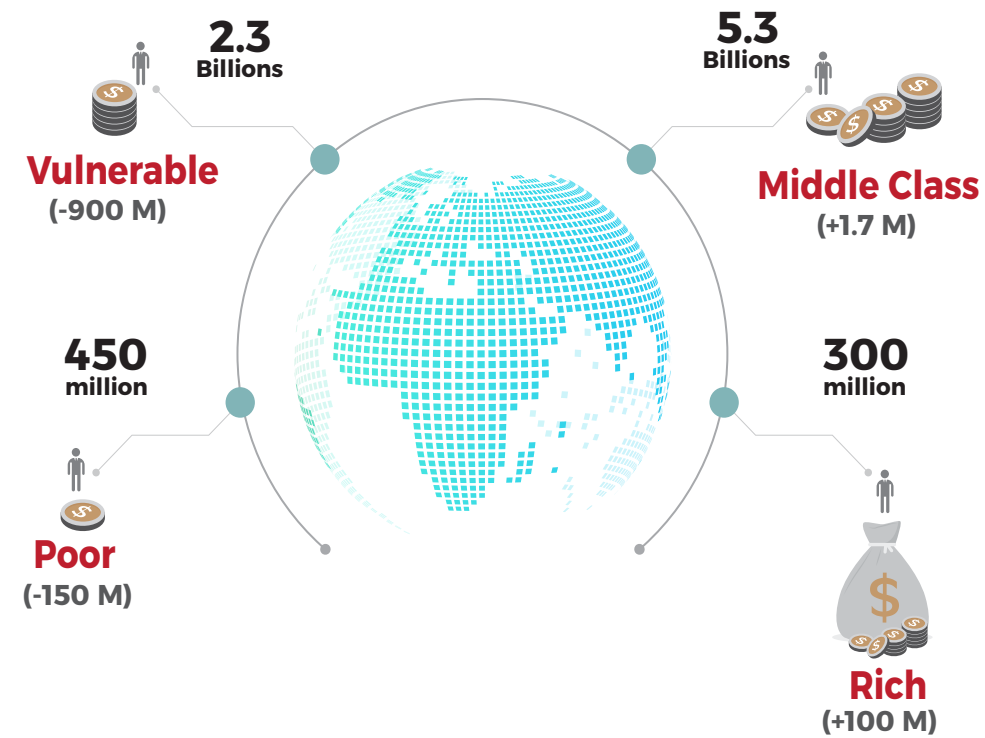 2.3
Billions
Vulnerable
(-900 M)
5.3
Billions
Middle Class
(+1.7 M)
450
million
Poor
(-150 M)
300
million
$
Rich
(+100 M)